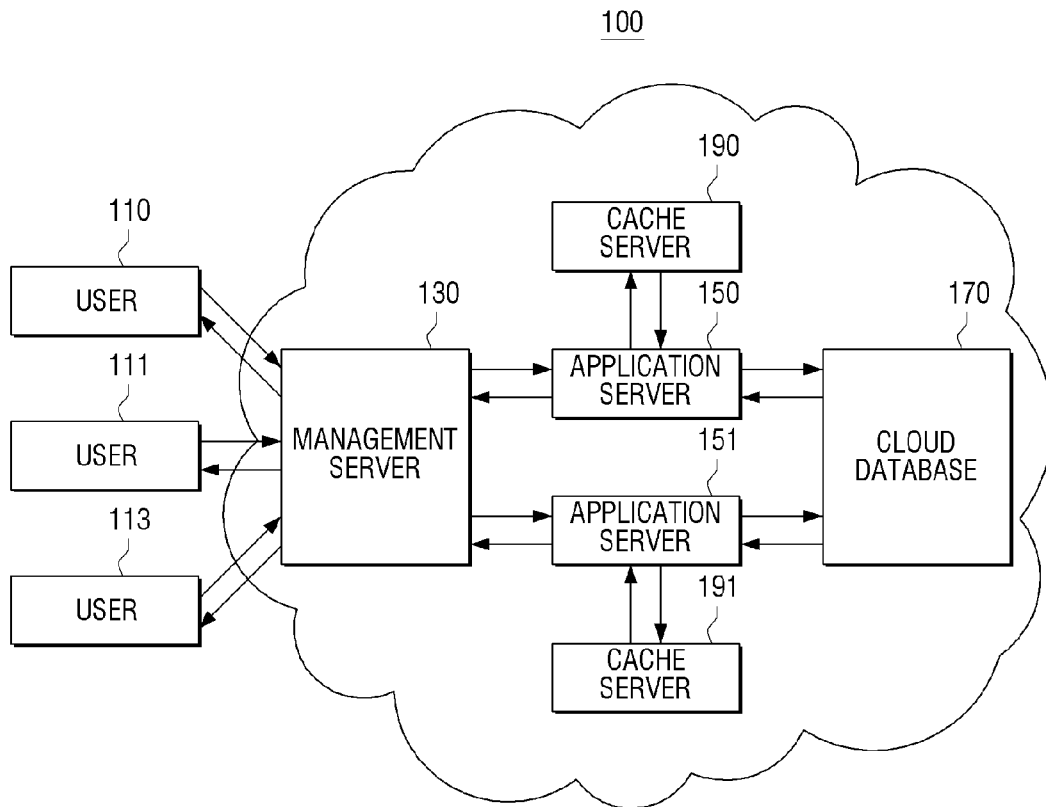 100
190
CACHE
SERVER
110
USER
130
150
170
111
USER
MANAGEMENT
SERVER
APPLICATION
SERVER
CLOUD
DATABASE
151
APPLICATION
SERVER
113
USER
191
CACHE
SERVER